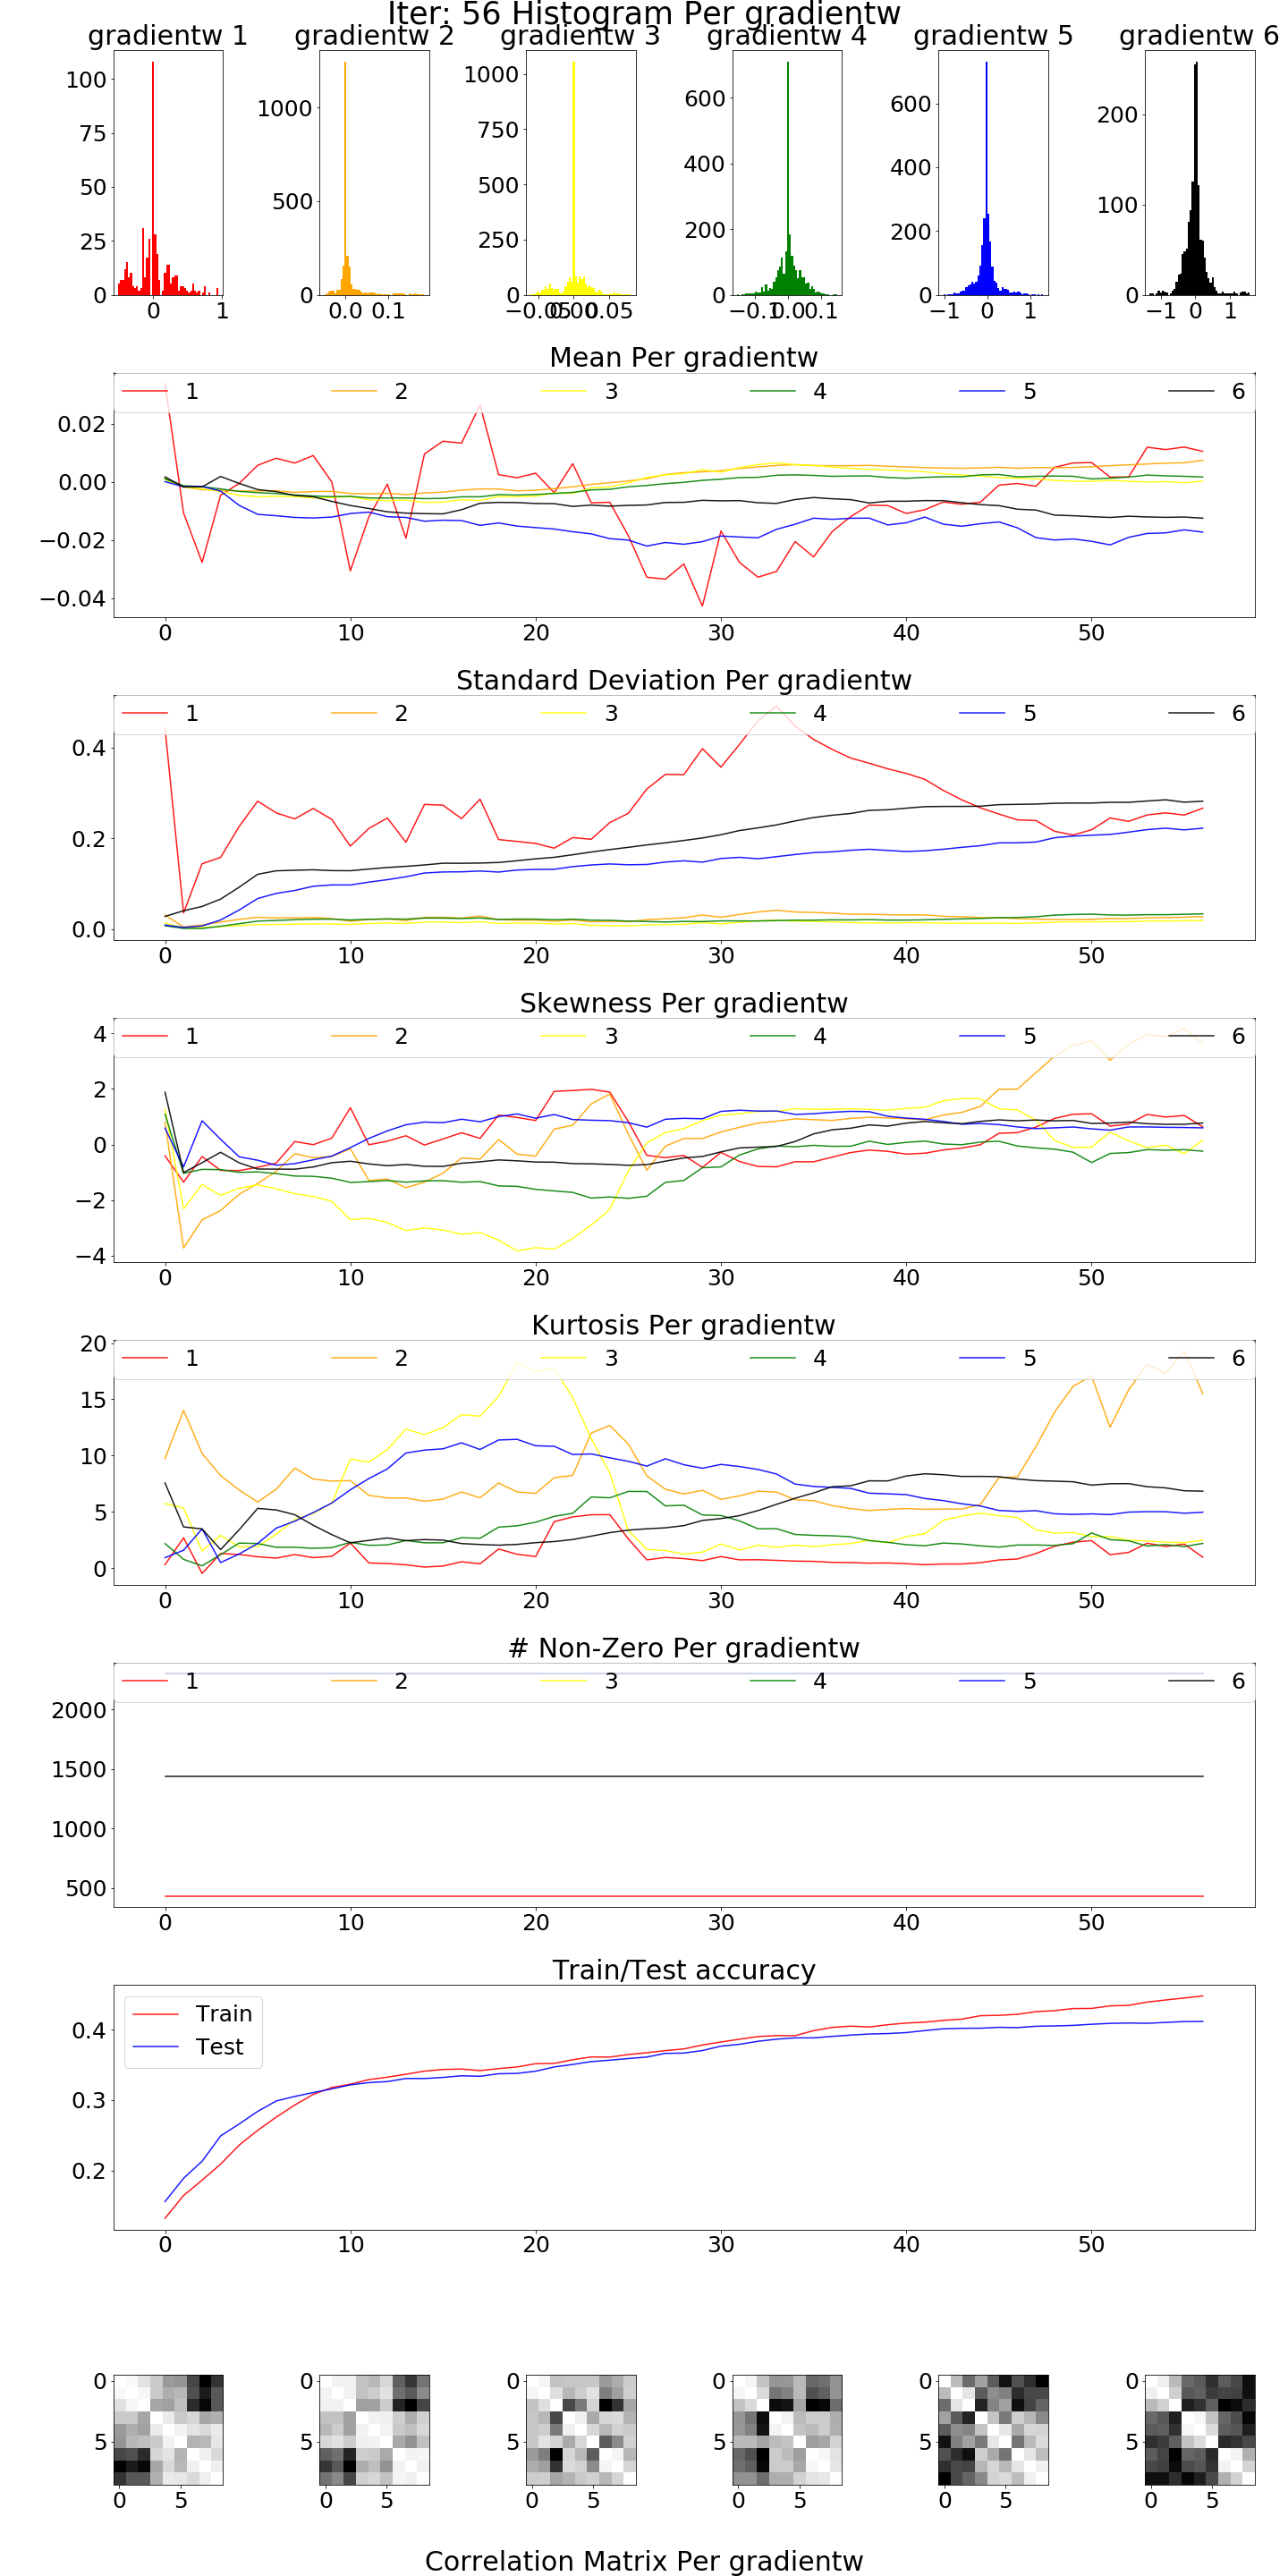 Iter: 56 Histogram Per gradientw
gradientw 1 gradientw 2 gradientw 3 gradientw 4 gradientw 5 gradientw 6
100 75 50 25 0
0 1
1000 500 0
0.0 0.1
1000 750 500 250 0
−0.05 0.00 0.05
600 400 200 0
−0.1 0.0 0.1
600 400 200 0
−1 0 1
200 100 0
−1 0 1
Mean Per gradientw
1 2 3 4 5 6
0.02
0.00
−0.02
−0.04
0 10 20 30 40 50
Standard Deviation Per gradientw
1 2 3 4 5 6
0.4
0.2
0.0
0 10 20 30 40 50
Skewness Per gradientw
4
1 2 3 4 5 6
2
0
−2
−4
0 10 20 30 40 50
Kurtosis Per gradientw
20
1 2 3 4 5 6
15
10
5
0
0 10 20 30 40 50
# Non-Zero Per gradientw
1 2 3 4 5 6
2000
1500
1000
500
0 10 20 30 40 50
Train/Test accuracy
Train
Test
0.4
0.3
0.2
0 10 20 30 40 50
0 0 0 0 0 0
5 5 5 5 5 5
0 5 0 5 0 5 0 5 0 5 0 5
Correlation Matrix Per gradientw